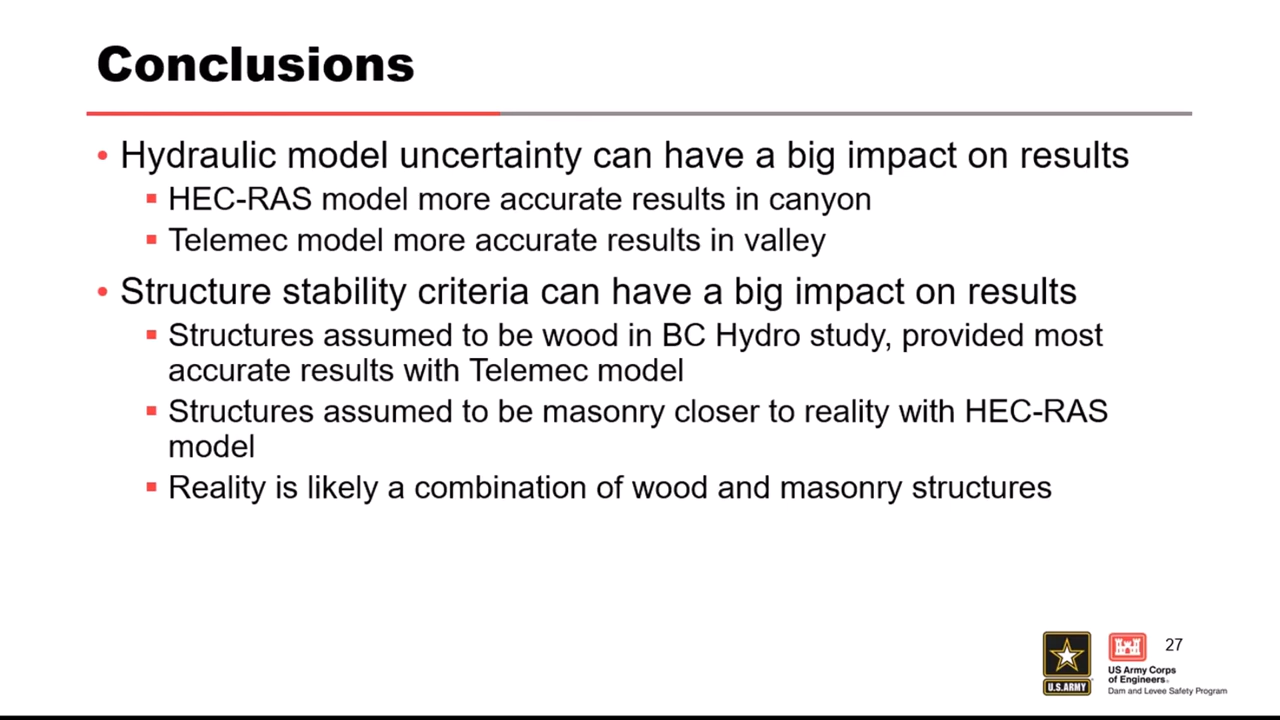 Conclusions
• Hydraulic model uncertainty can have a big impact on results
▪ HEC-RAS model more accurate results in canyon
▪ Telemec model more accurate results in valley
• Structure stability criteria can have a big impact on results
▪ Structures assumed to be wood in BC Hydro study, provided most
accurate results with Telemec model
▪ Structures assumed to be masonry closer to reality with HEC-RAS
model
▪ Reality is likely a combination of wood and masonry structures
27
U.S.ARMY
US Army Corps
of Engineers®
Dam and Levee Safety Program